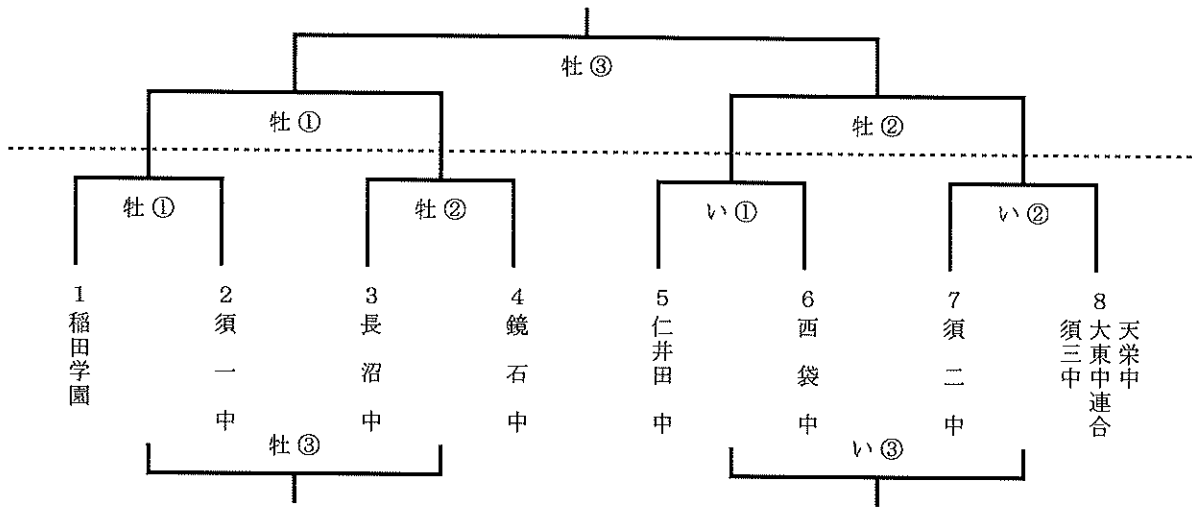 牡③
牡①
牡②
牡①
牡②
い①
い②
1 稲田学園
2 須一中
3 長沼中
4 鏡石中
5 仁井田中
6 西袋中
7 須二中
天栄中
8 大東中連合
須三中
牡③
い③